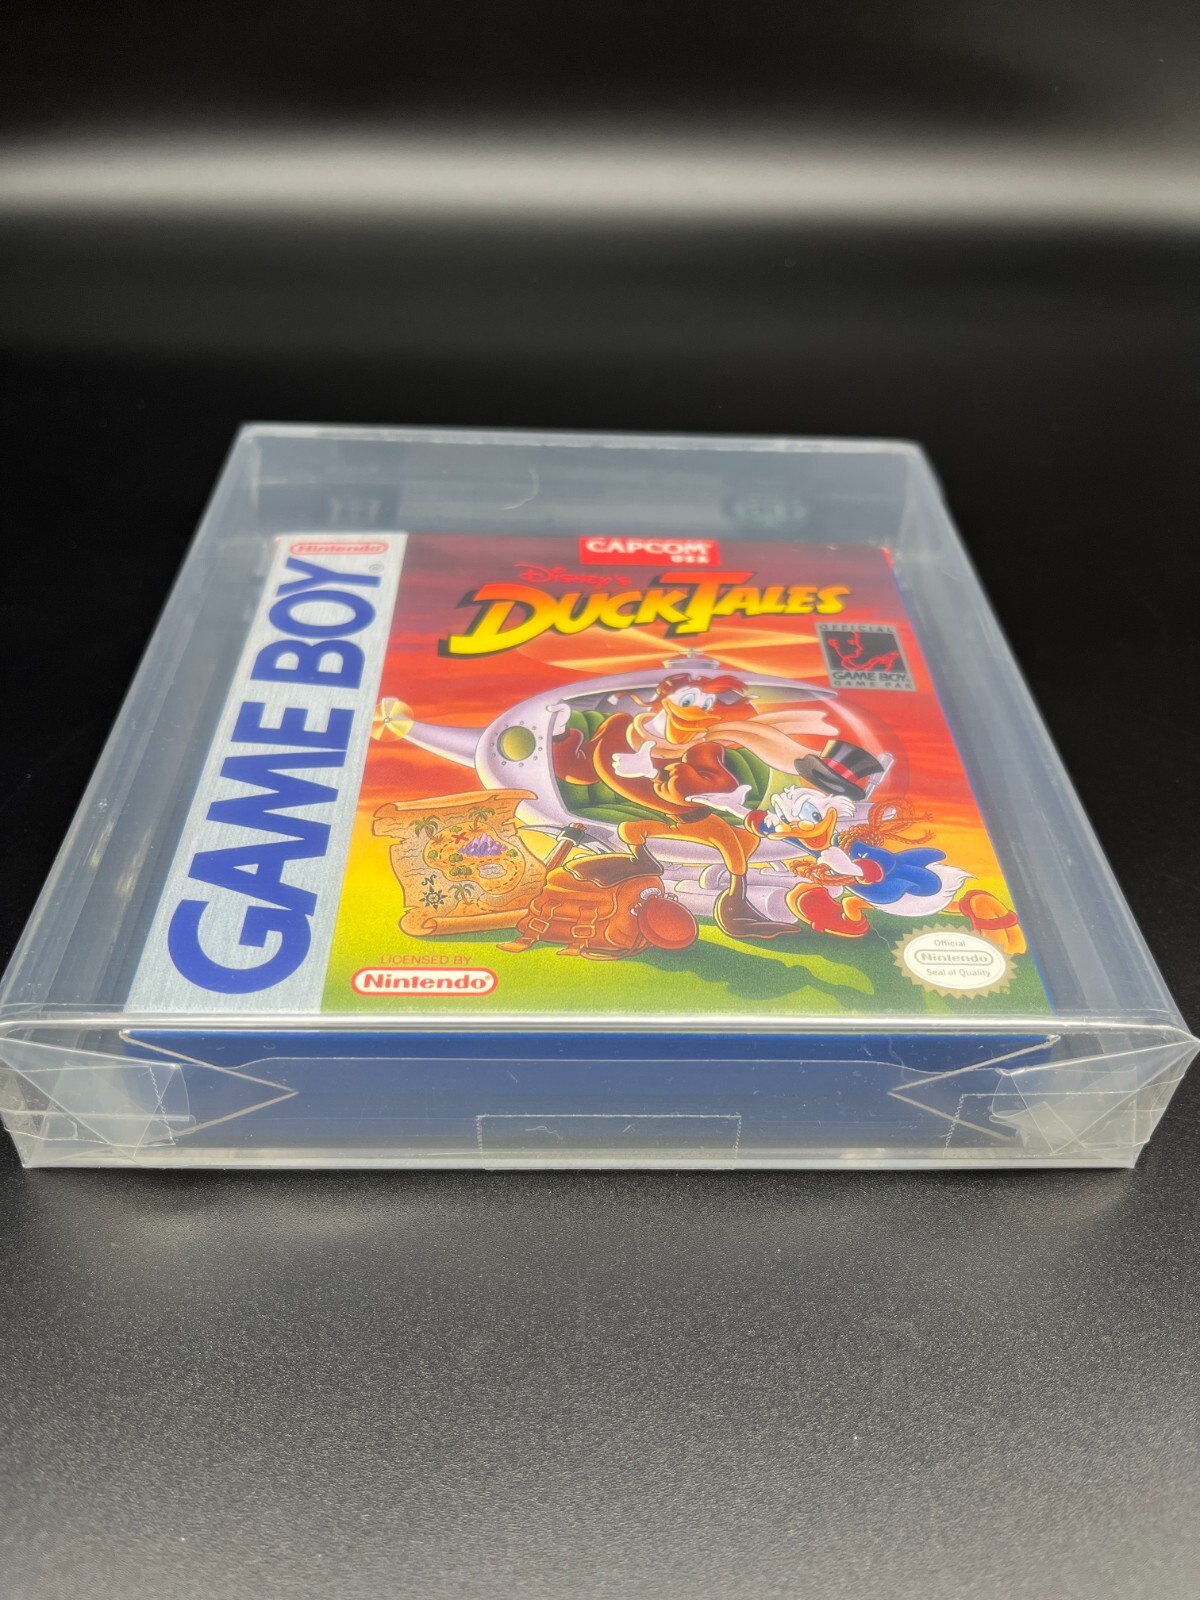 Nintendo®
GAME BOY
CAPCOM®
USA
Disney's
DUCKTALES
OFFICIAL
GAME BOY®
GAME PAK
N
LICENSED BY
Nintendo®
Official
Nintendo
Seal of Quality